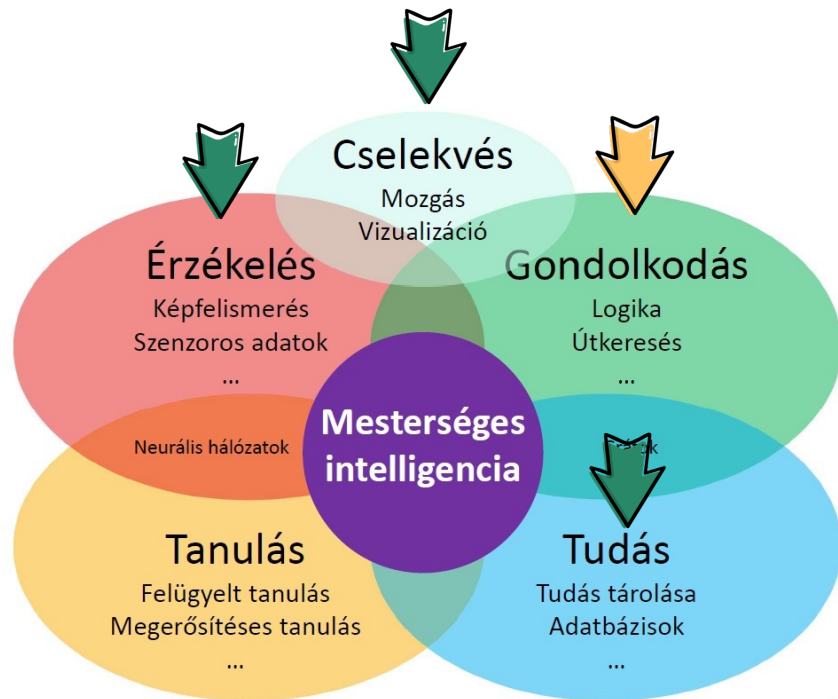 Cselekvés
Mozgás
Vizualizáció
Érzékelés
Képfelismerés
Szenzoros adatok
...
Gondolkodás
Logika
Útkeresés
...
Neurális hálózatok
Mesterséges
intelligencia
Tanulás
Felügyelt tanulás
Megerősítéses tanulás
...
Tudás
Tudás tárolása
Adatbázisok
...